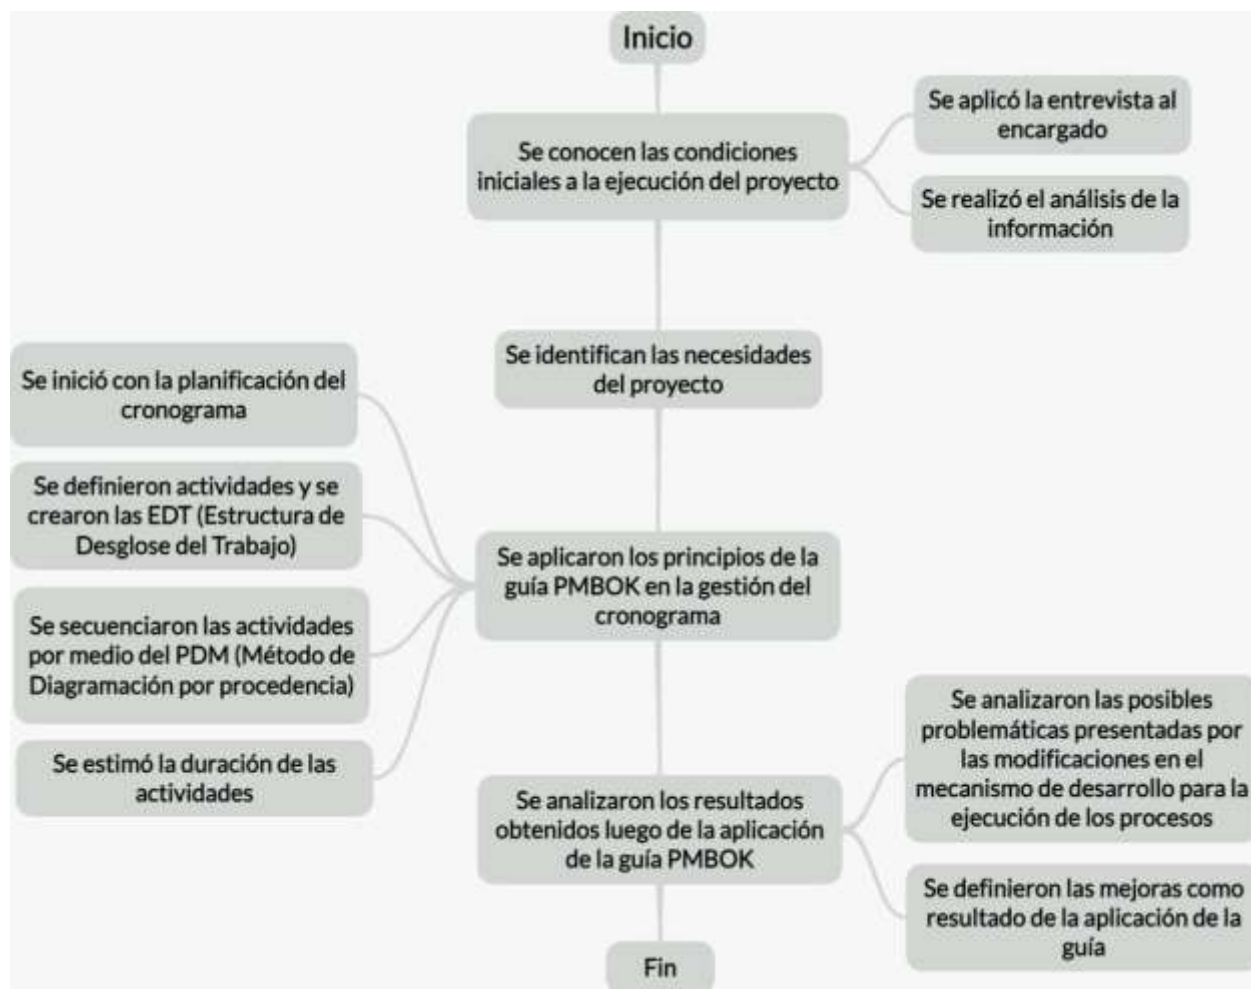 Inicio
Se conocen las condiciones
iniciales a la ejecución del proyecto
Se aplicó la entrevista al
encargado
Se realizó el análisis de la
información
Se identifican las necesidades
del proyecto
Se aplicaron los principios de la
guía PMBOK en la gestión del
cronograma
Se inició con la planificación del
cronograma
Se definieron actividades y se
crearon las EDT (Estructura de
Desglose del Trabajo)
Se secuenciaron las actividades
por medio del PDM (Método de
Diagramación por procedencia)
Se estimó la duración de las
actividades
Se analizaron los resultados
obtenidos luego de la aplicación
de la guía PMBOK
Se analizaron las posibles
problemáticas presentadas por
las modificaciones en el
mecanismo de desarrollo para la
ejecución de los procesos
Se definieron las mejoras como
resultado de la aplicación de la
guía
Fin